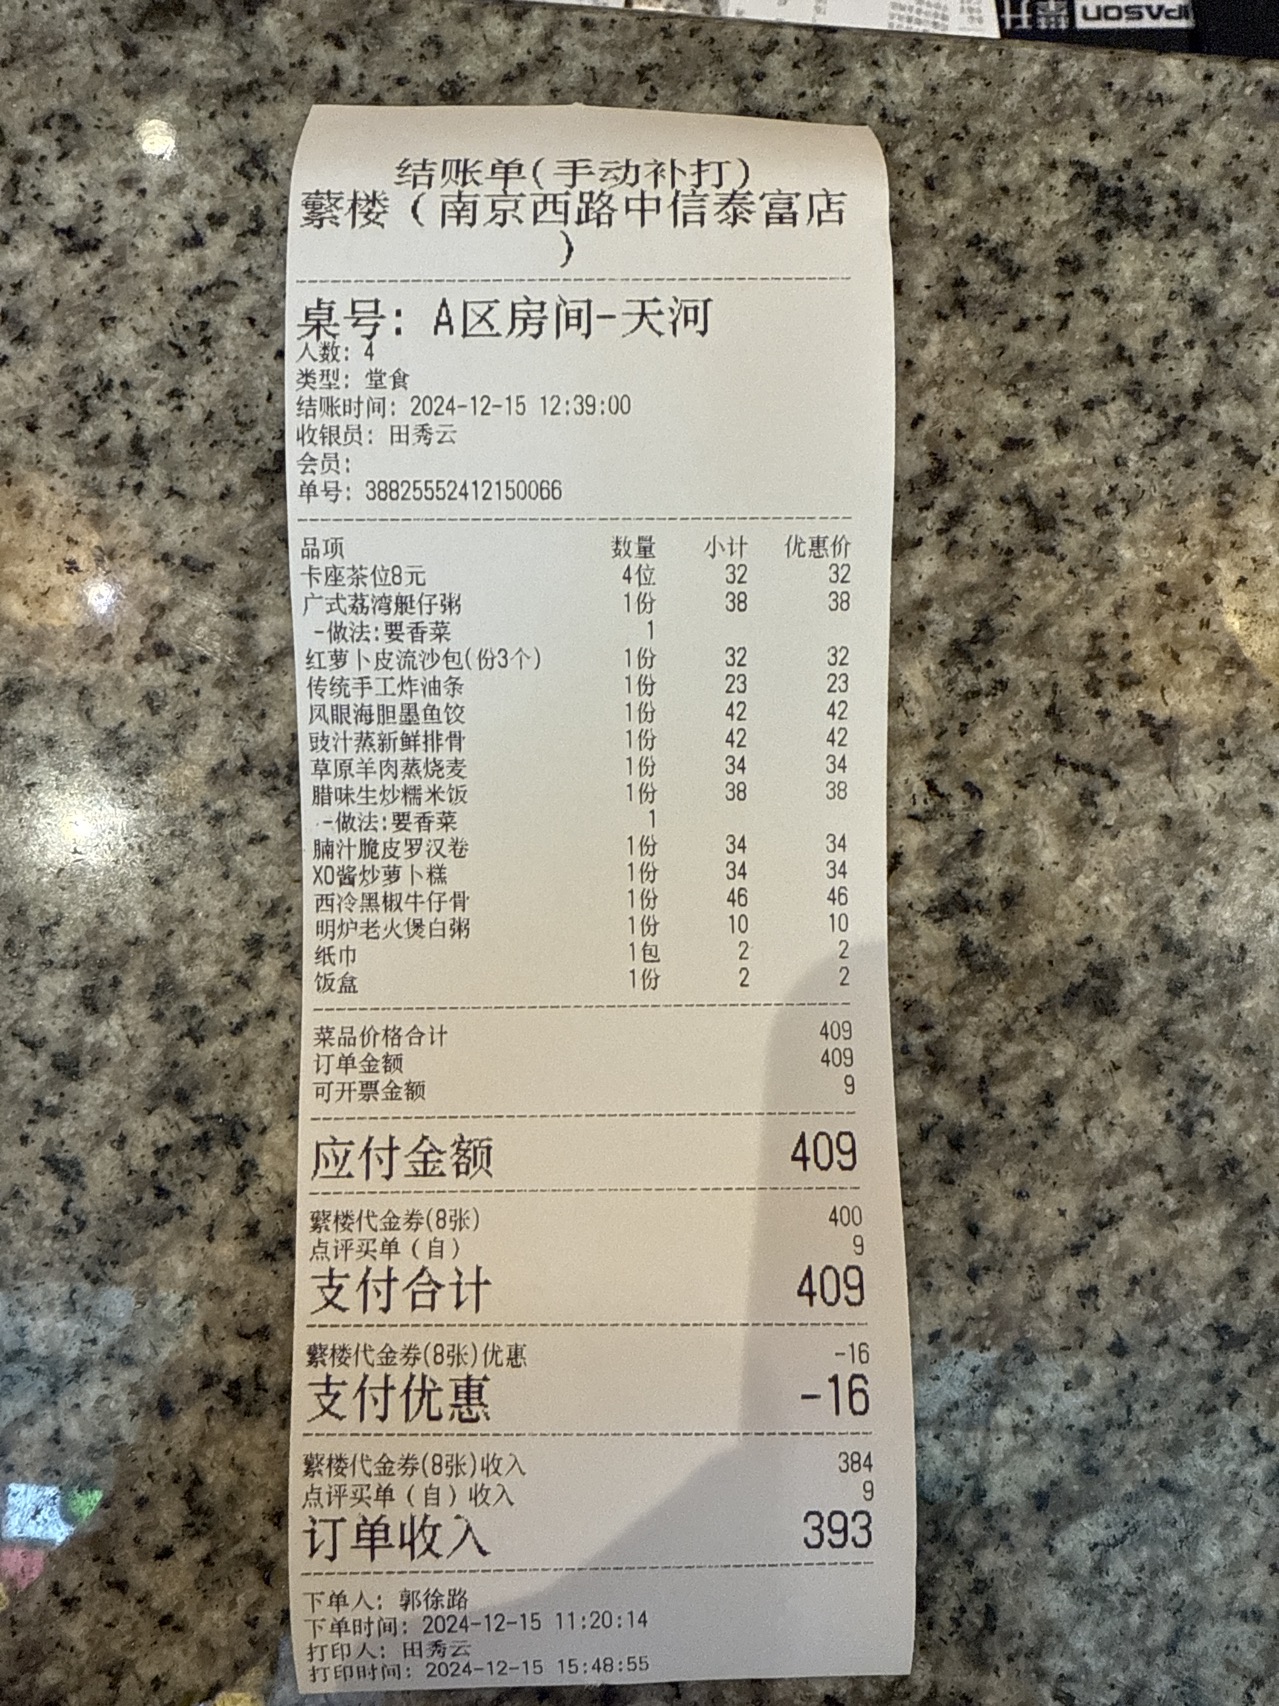 JIPASON
攀升
结账单(手动补打)
蘩楼（南京西路中信泰富店
）
桌号: A区房间-天河
人数: 4
类型: 堂食
结账时间: 2024-12-15 12:39:00
收银员: 田秀云
会员:
单号: 38825552412150066
品项 数量 小计 优惠价
卡座茶位8元 4位 32 32
广式荔湾艇仔粥 1份 38 38
-做法:要香菜 1
红萝卜皮流沙包(份3个) 1份 32 32
传统手工炸油条 1份 23 23
凤眼海胆墨鱼饺 1份 42 42
豉汁蒸新鲜排骨 1份 42 42
草原羊肉蒸烧麦 1份 34 34
腊味生炒糯米饭 1份 38 38
-做法:要香菜 1
腩汁脆皮罗汉卷 1份 34 34
XO酱炒萝卜糕 1份 34 34
西冷黑椒牛仔骨 1份 46 46
明炉老火煲白粥 1份 10 10
纸巾 1包 2 2
饭盒 1份 2 2
菜品价格合计 409
订单金额 409
可开票金额 9
应付金额 409
蘩楼代金券(8张) 400
点评买单（自） 9
支付合计 409
蘩楼代金券(8张)优惠 -16
支付优惠 -16
蘩楼代金券(8张)收入 384
点评买单（自）收入 9
订单收入 393
下单人: 郭徐路
下单时间: 2024-12-15 11:20:14
打印人: 田秀云
打印时间: 2024-12-15 15:48:55